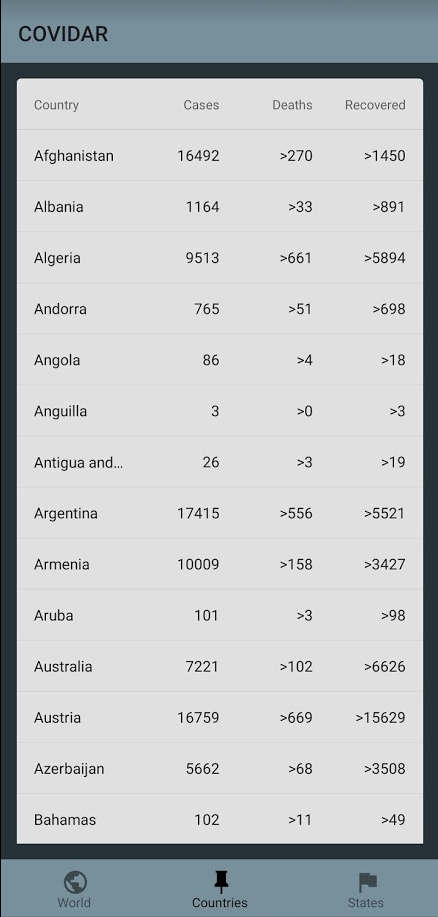 COVIDAR
Country Cases Deaths Recovered
Afghanistan 16492 >270 >1450
Albania 1164 >33 >891
Algeria 9513 >661 >5894
Andorra 765 >51 >698
Angola 86 >4 >18
Anguilla 3 >0 >3
Antigua and... 26 >3 >19
Argentina 17415 >556 >5521
Armenia 10009 >158 >3427
Aruba 101 >3 >98
Australia 7221 >102 >6626
Austria 16759 >669 >15629
Azerbaijan 5662 >68 >3508
Bahamas 102 >11 >49
World Countries States